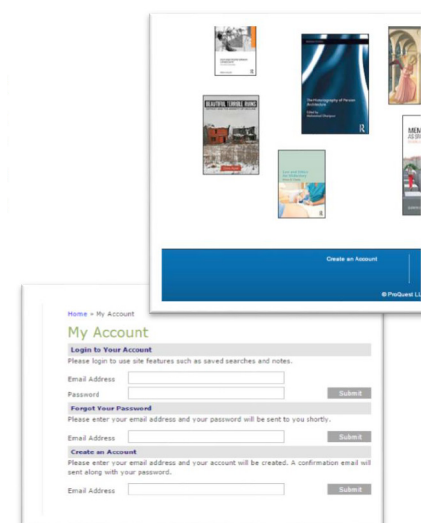 BEAUTIFUL TERRIBLE RUINS
The Historiography of Persian
Architecture
Create an Account
© ProQuest LL
Home » My Account
My Account
Login to Your Account
Please login to use site features such as saved searches and notes.
Email Address
Password
Submit
Forgot Your Password
Please enter your email address and your password will be sent to you shortly.
Email Address
Submit
Create an Account
Please enter your email address and your account will be created. A confirmation email will
sent along with your password.
Email Address
Submit